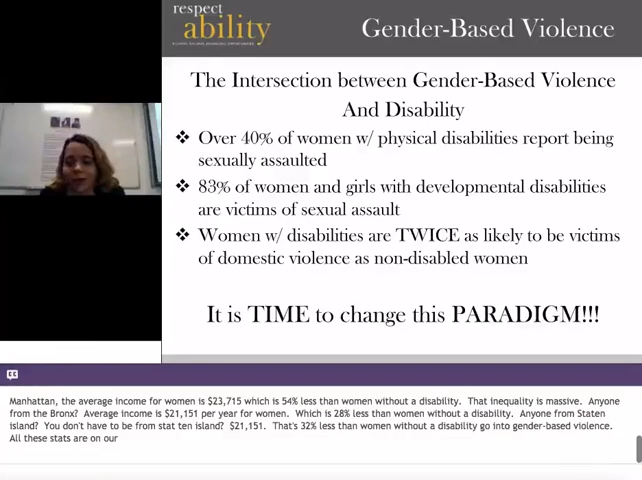 respect
ability
Gender-Based Violence
The Intersection between Gender-Based Violence
And Disability
❖ Over 40% of women w/ physical disabilities report being
sexually assaulted
❖ 83% of women and girls with developmental disabilities
are victims of sexual assault
❖ Women w/ disabilities are TWICE as likely to be victims
of domestic violence as non-disabled women
It is TIME to change this PARADIGM!!!
Manhattan, the average income for women is $23,715 which is 54% less than women without a disability. That inequality is massive. Anyone
from the Bronx? Average income is $21,151 per year for women. Which is 28% less than women without a disability. Anyone from Staten
island? You don't have to be from stat ten island? $21,151. That's 32% less than women without a disability go into gender-based violence.
All these stats are on our